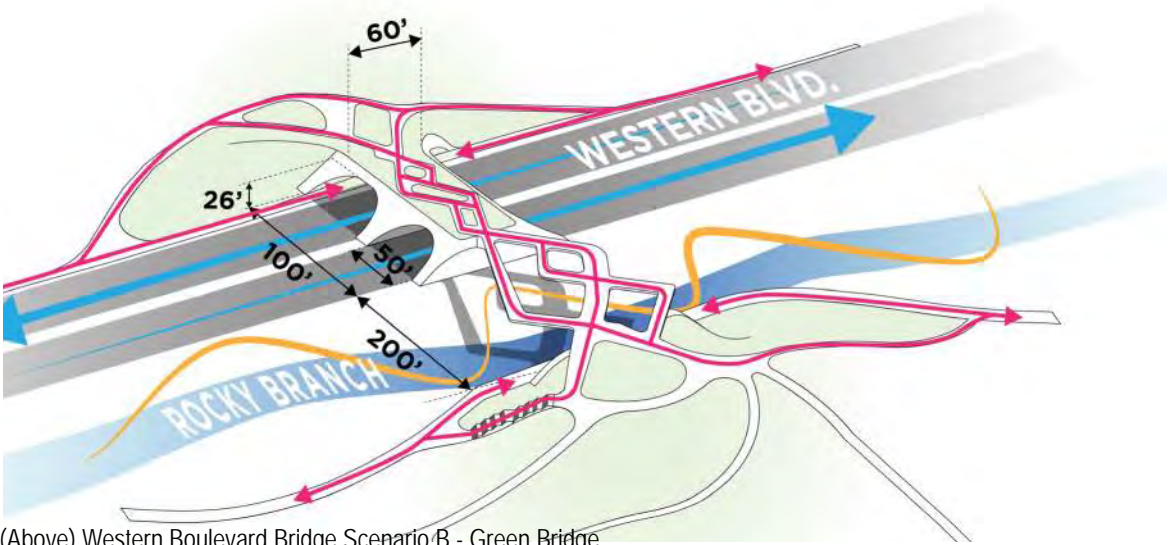 60'
WESTERN BLVD.
26'
100'
50'
200'
ROCKY BRANCH
(Above) Western Boulevard Bridge Scenario B - Green Bridge